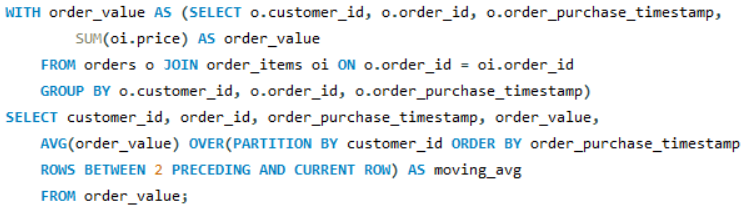 WITH order_value AS (SELECT o.customer_id, o.order_id, o.order_purchase_timestamp,
SUM(oi.price) AS order_value
FROM orders o JOIN order_items oi ON o.order_id = oi.order_id
GROUP BY o.customer_id, o.order_id, o.order_purchase_timestamp)
SELECT customer_id, order_id, order_purchase_timestamp, order_value,
AVG(order_value) OVER(PARTITION BY customer_id ORDER BY order_purchase_timestamp
ROWS BETWEEN 2 PRECEDING AND CURRENT ROW) AS moving_avg
FROM order_value;